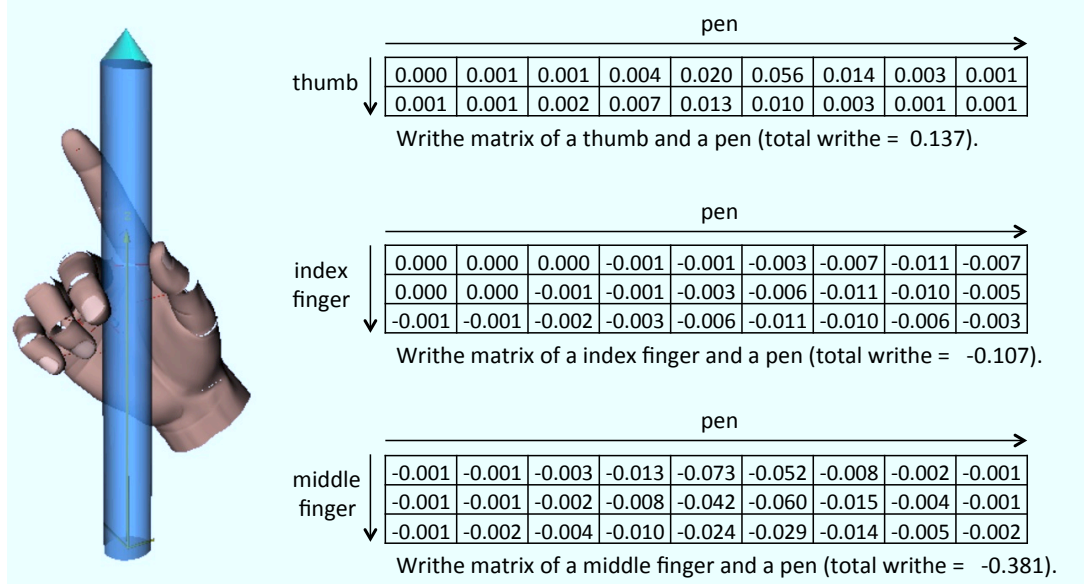 pen
thumb
0.000 0.001 0.001 0.004 0.020 0.056 0.014 0.003 0.001
0.001 0.001 0.002 0.007 0.013 0.010 0.003 0.001 0.001
Writhe matrix of a thumb and a pen (total writhe = 0.137).
pen
index
finger
0.000 0.000 0.000 -0.001 -0.001 -0.003 -0.007 -0.011 -0.007
0.000 0.000 -0.001 -0.001 -0.003 -0.006 -0.011 -0.010 -0.005
-0.001 -0.001 -0.002 -0.003 -0.006 -0.011 -0.010 -0.006 -0.003
Writhe matrix of a index finger and a pen (total writhe = -0.107).
pen
middle
finger
-0.001 -0.001 -0.003 -0.013 -0.073 -0.052 -0.008 -0.002 -0.001
-0.001 -0.001 -0.002 -0.008 -0.042 -0.060 -0.015 -0.004 -0.001
-0.001 -0.002 -0.004 -0.010 -0.024 -0.029 -0.014 -0.005 -0.002
Writhe matrix of a middle finger and a pen (total writhe = -0.381).